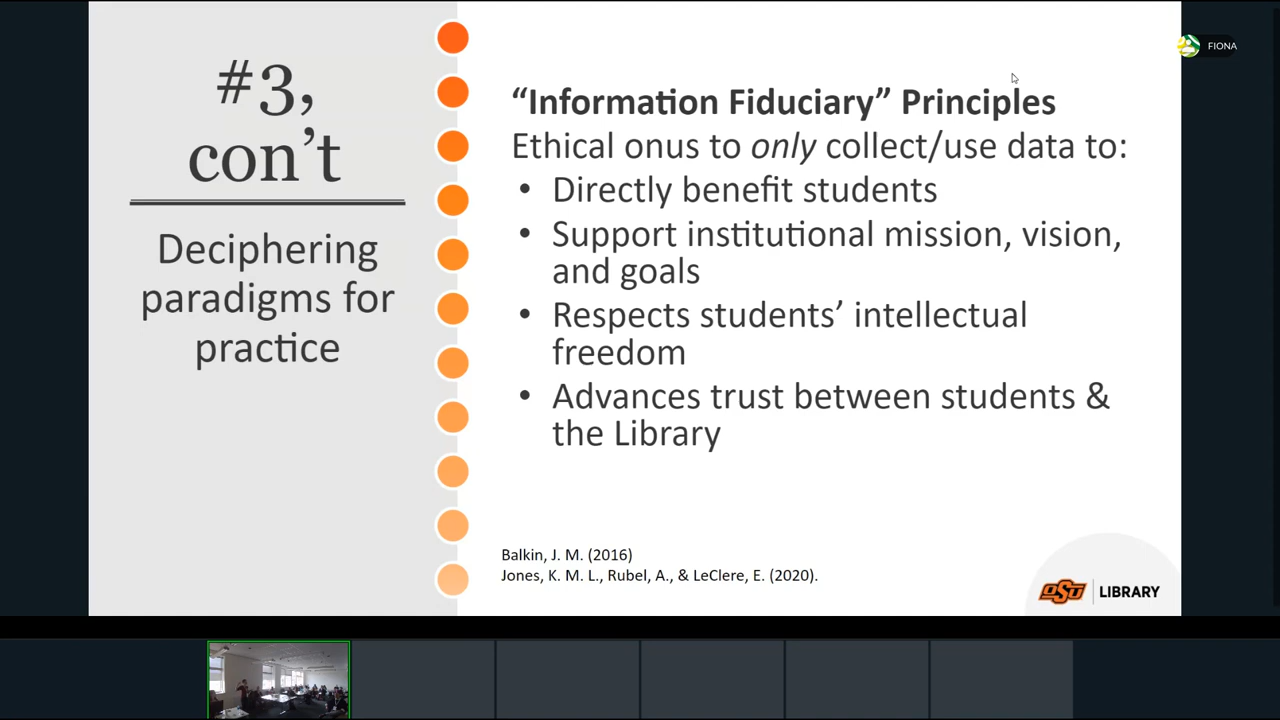 #3,
con’t
Deciphering
paradigms for
practice
“Information Fiduciary” Principles
Ethical onus to only collect/use data to:
• Directly benefit students
• Support institutional mission, vision,
and goals
• Respects students’ intellectual
freedom
• Advances trust between students &
the Library
Balkin, J. M. (2016)
Jones, K. M. L., Rubel, A., & LeClere, E. (2020).
OSU | LIBRARY
FIONA